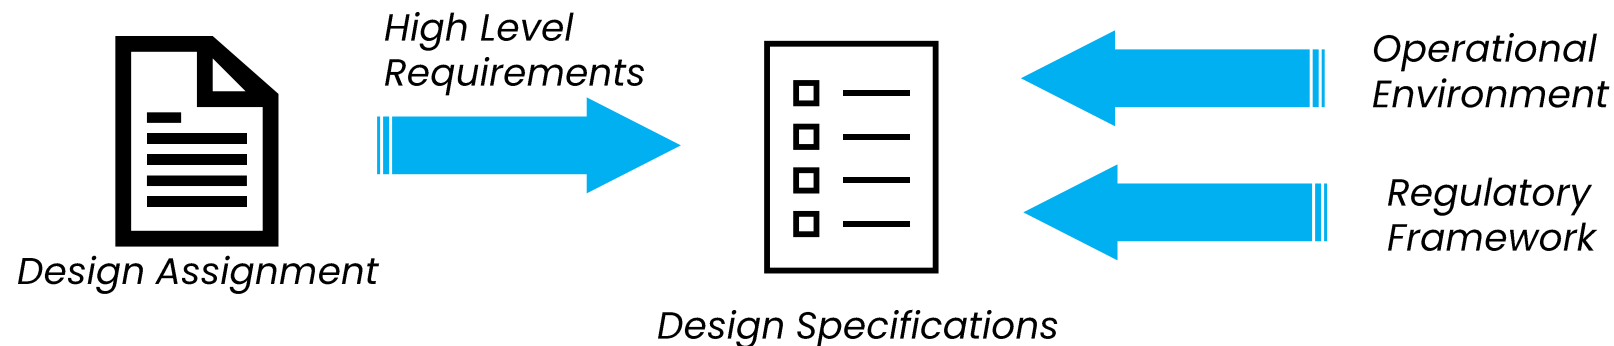 High Level
Requirements
Design Assignment
Design Specifications
Operational
Environment
Regulatory
Framework